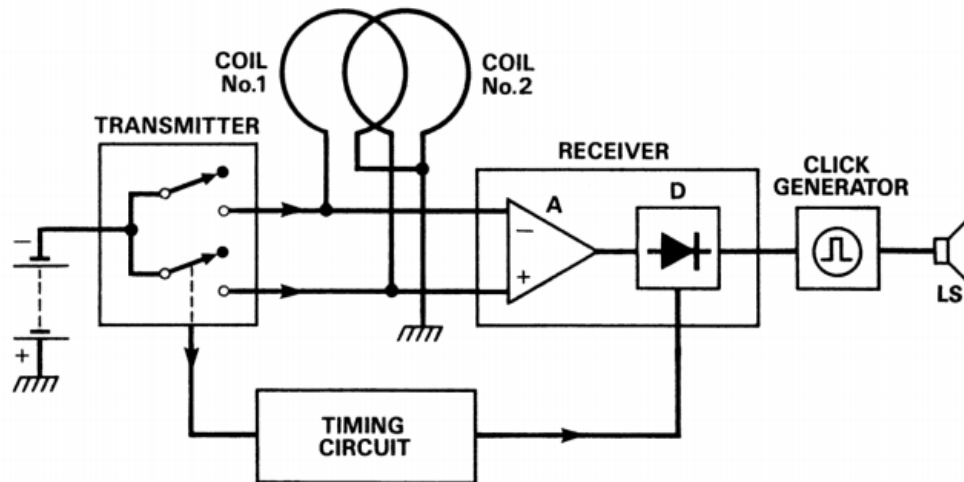 COIL
No.1
COIL
No.2
TRANSMITTER
RECEIVER
CLICK
GENERATOR
A
D
−
−
+
+
LS
TIMING
CIRCUIT